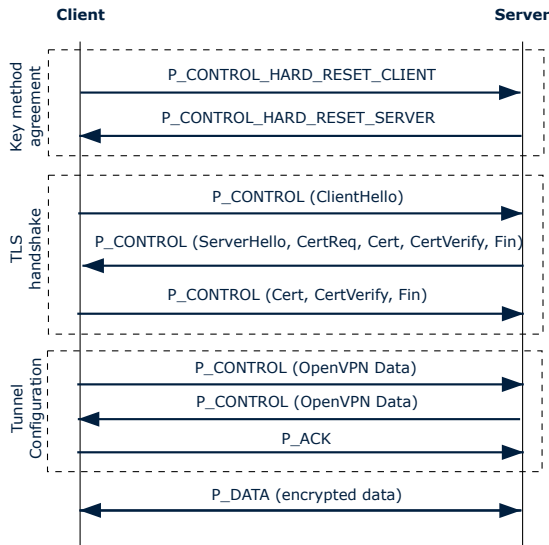 Client
Server
Key method
agreement
P_CONTROL_HARD_RESET_CLIENT
P_CONTROL_HARD_RESET_SERVER
TLS
handshake
P_CONTROL (ClientHello)
P_CONTROL (ServerHello, CertReq, Cert, CertVerify, Fin)
P_CONTROL (Cert, CertVerify, Fin)
Tunnel
Configuration
P_CONTROL (OpenVPN Data)
P_CONTROL (OpenVPN Data)
P_ACK
P_DATA (encrypted data)